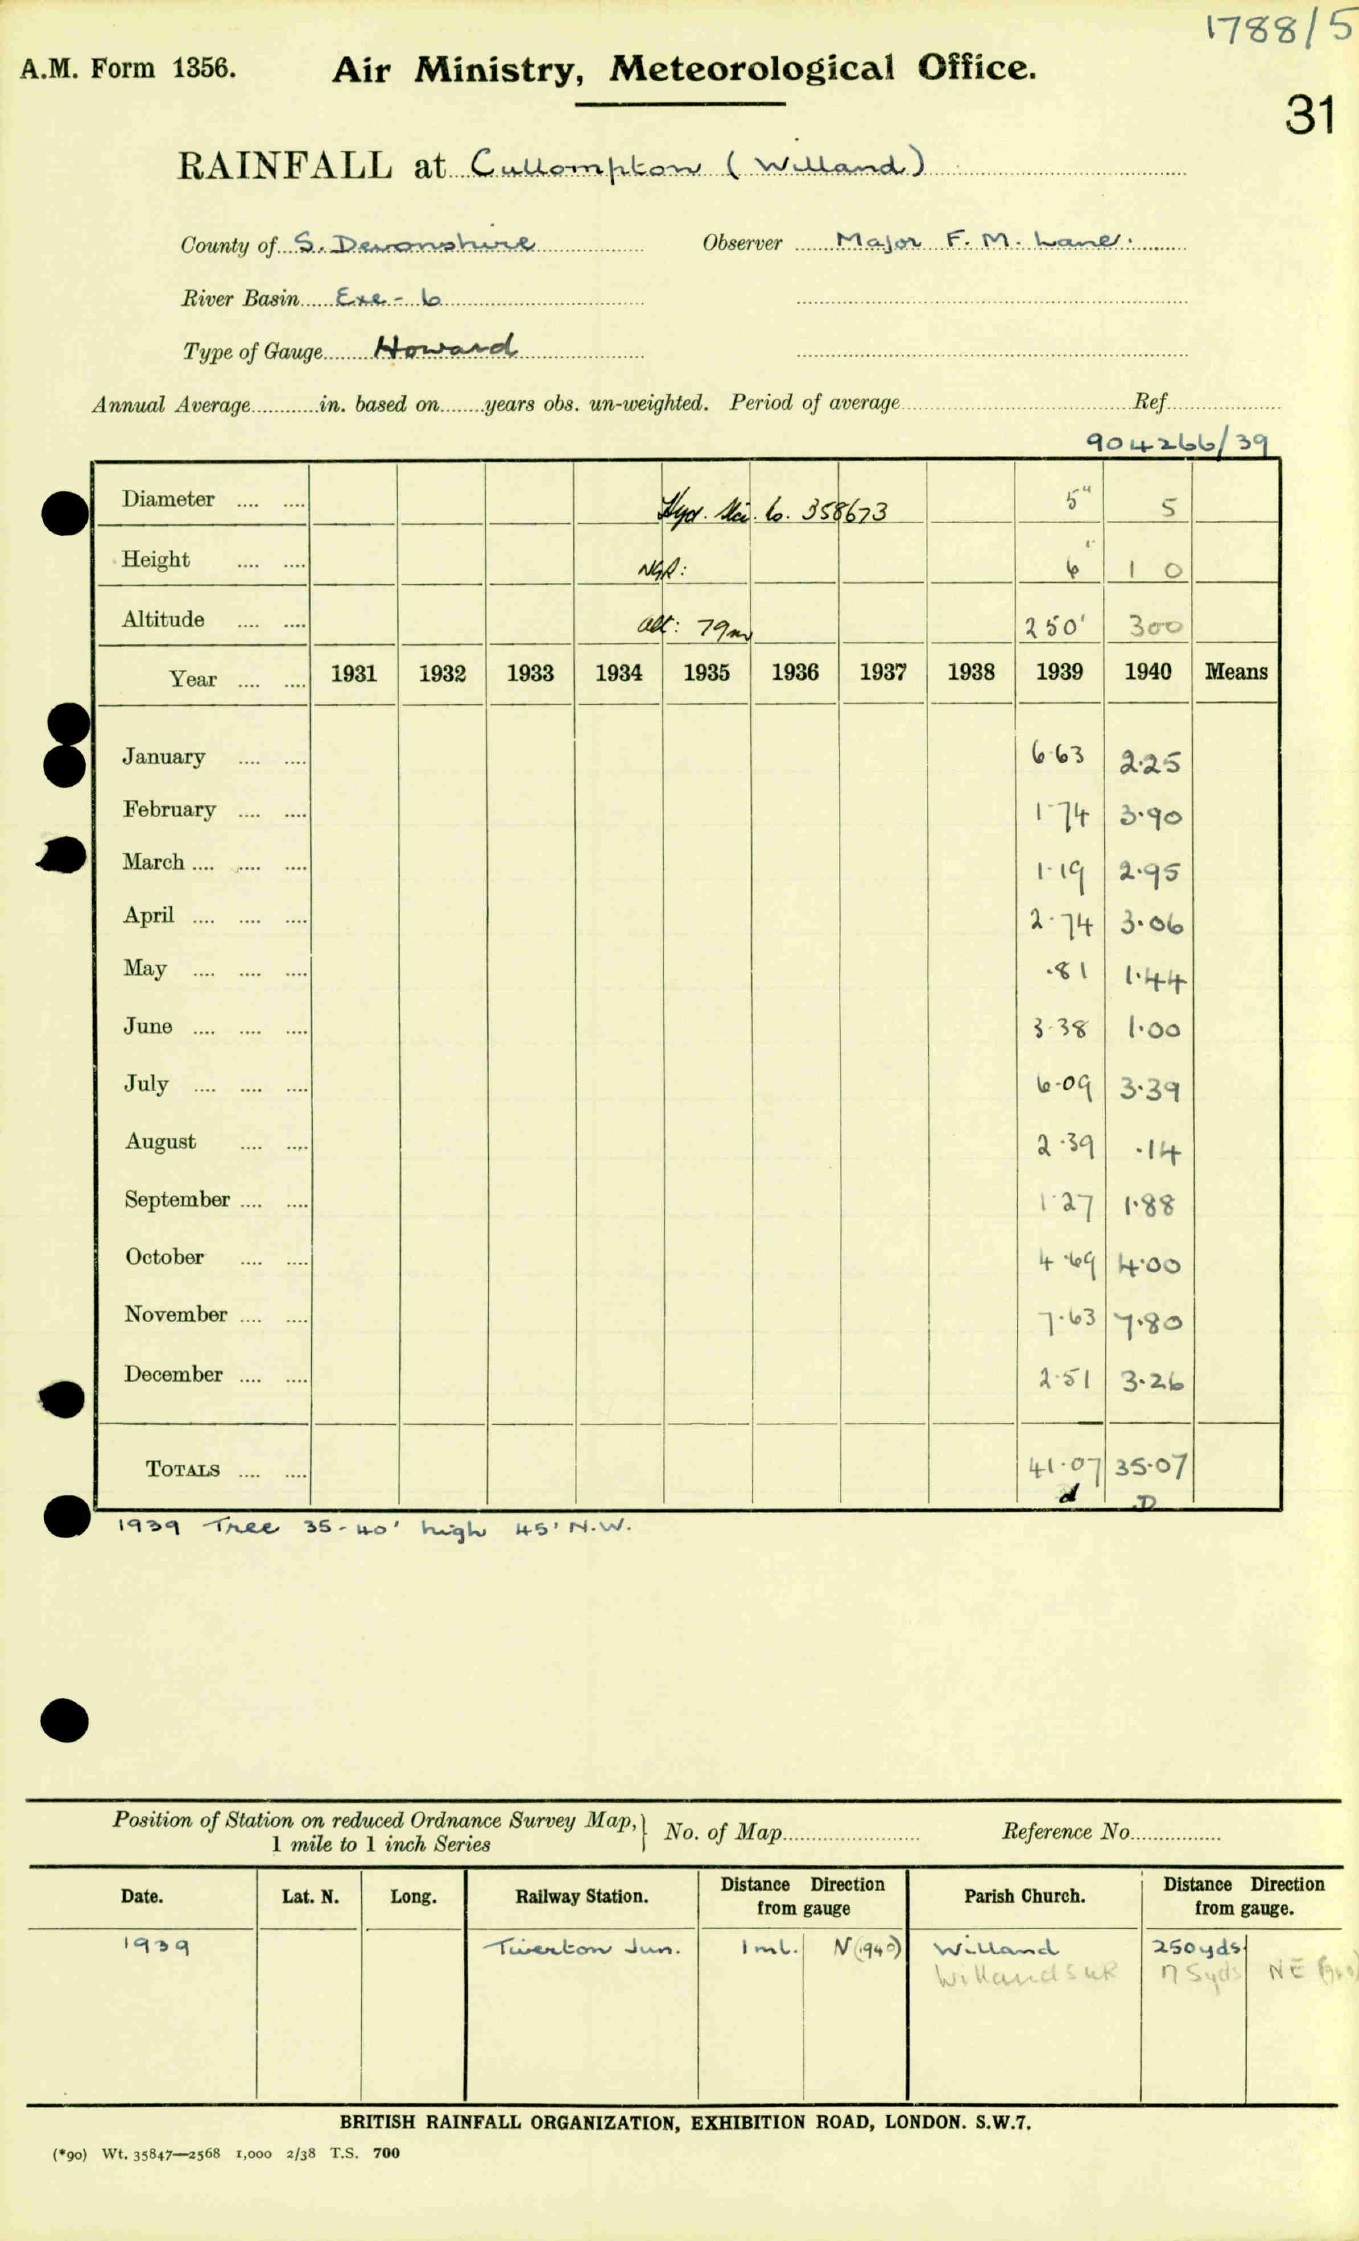 1788/5
A.M. Form 1356. Air Ministry, Meteorological Office.
31
RAINFALL at Cullompton (Willand)
County of S. Devonshire Observer Major F. M. Lane.
River Basin Exe - 6
Type of Gauge Howard
Annual Average in. based on years obs. un-weighted. Period of average Ref.
904266/39
Diameter Hyd. 358673 5" 5
Height NGR: 6" 1 0
Altitude alt: 79m 250' 300
Year 1931 1932 1933 1934 1935 1936 1937 1938 1939 1940 Means
January 6.63 2.25
February 1.74 3.90
March 1.19 2.95
April 2.74 3.06
May .81 1.44
June 3.38 1.00
July 6.09 3.39
August 2.39 .14
September 1.27 1.88
October 4.69 4.00
November 7.63 7.80
December 2.51 3.26
TOTALS 41.07 35.07
d D
1939 Tree 35-40' high 45' N.W.
Position of Station on reduced Ordnance Survey Map,} No. of Map Reference No.
1 mile to 1 inch Series
Date. Lat. N. Long. Railway Station. Distance Direction from gauge Parish Church. Distance Direction from gauge.
1939 Tiverton Jun. 1 ml. N (1940) Willand 250yds
Willand 75yds NE (1940)
BRITISH RAINFALL ORGANIZATION, EXHIBITION ROAD, LONDON. S.W.7.
(*90) Wt. 35847—2568 1,000 2/38 T.S. 700